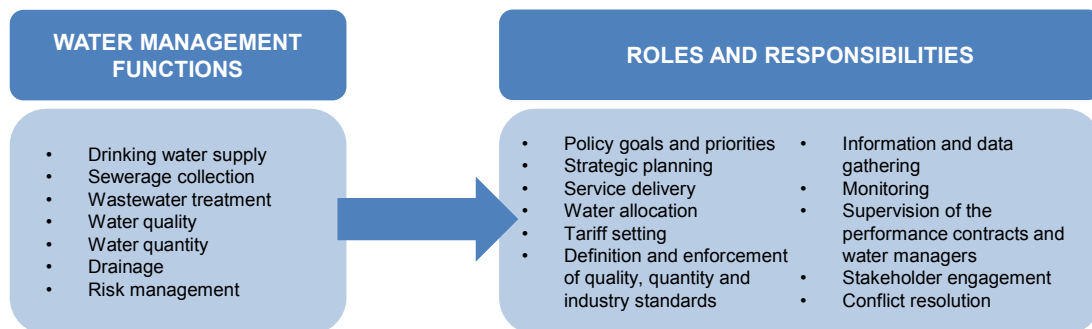 WATER MANAGEMENT
FUNCTIONS
• Drinking water supply
• Sewerage collection
• Wastewater treatment
• Water quality
• Water quantity
• Drainage
• Risk management
ROLES AND RESPONSIBILITIES
• Policy goals and priorities
• Strategic planning
• Service delivery
• Water allocation
• Tariff setting
• Definition and enforcement
of quality, quantity and
industry standards
• Information and data
gathering
• Monitoring
• Supervision of the
performance contracts and
water managers
• Stakeholder engagement
• Conflict resolution